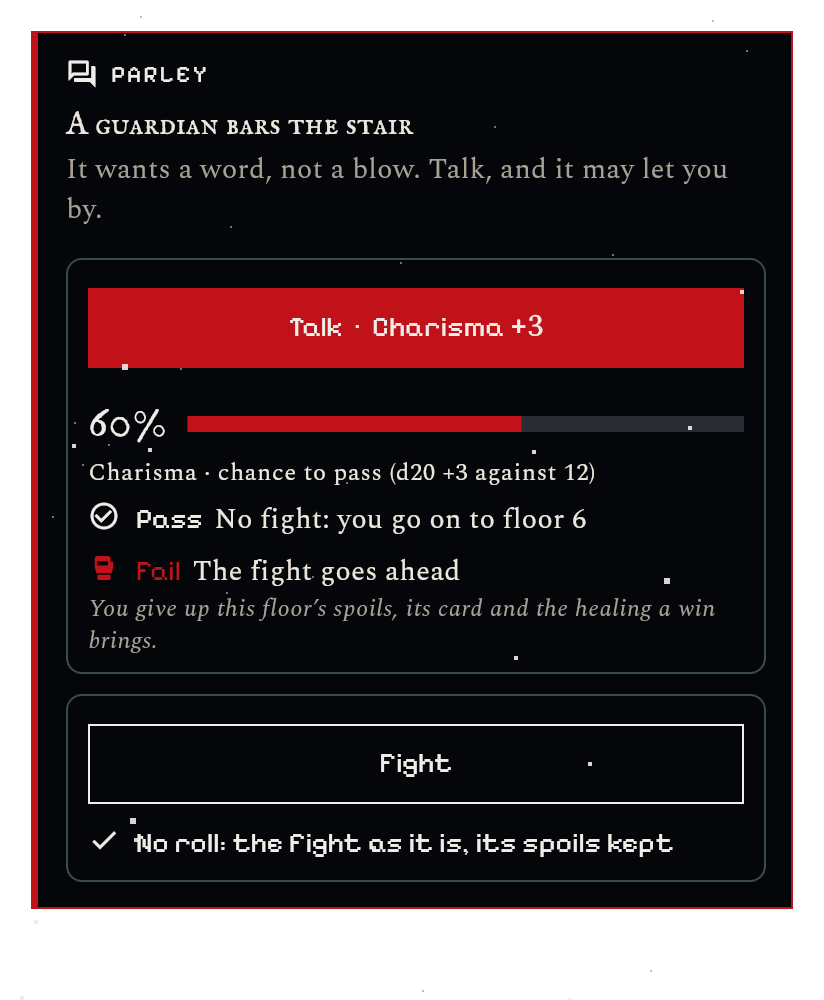 PARLEY
A guardian bars the stair
It wants a word, not a blow. Talk, and it may let you
by.
Talk · Charisma +3
60%
Charisma · chance to pass (d20 +3 against 12)
Pass No fight: you go on to floor 6
Fail The fight goes ahead
You give up this floor’s spoils, its card and the healing a win
brings.
Fight
No roll: the fight as it is, its spoils kept